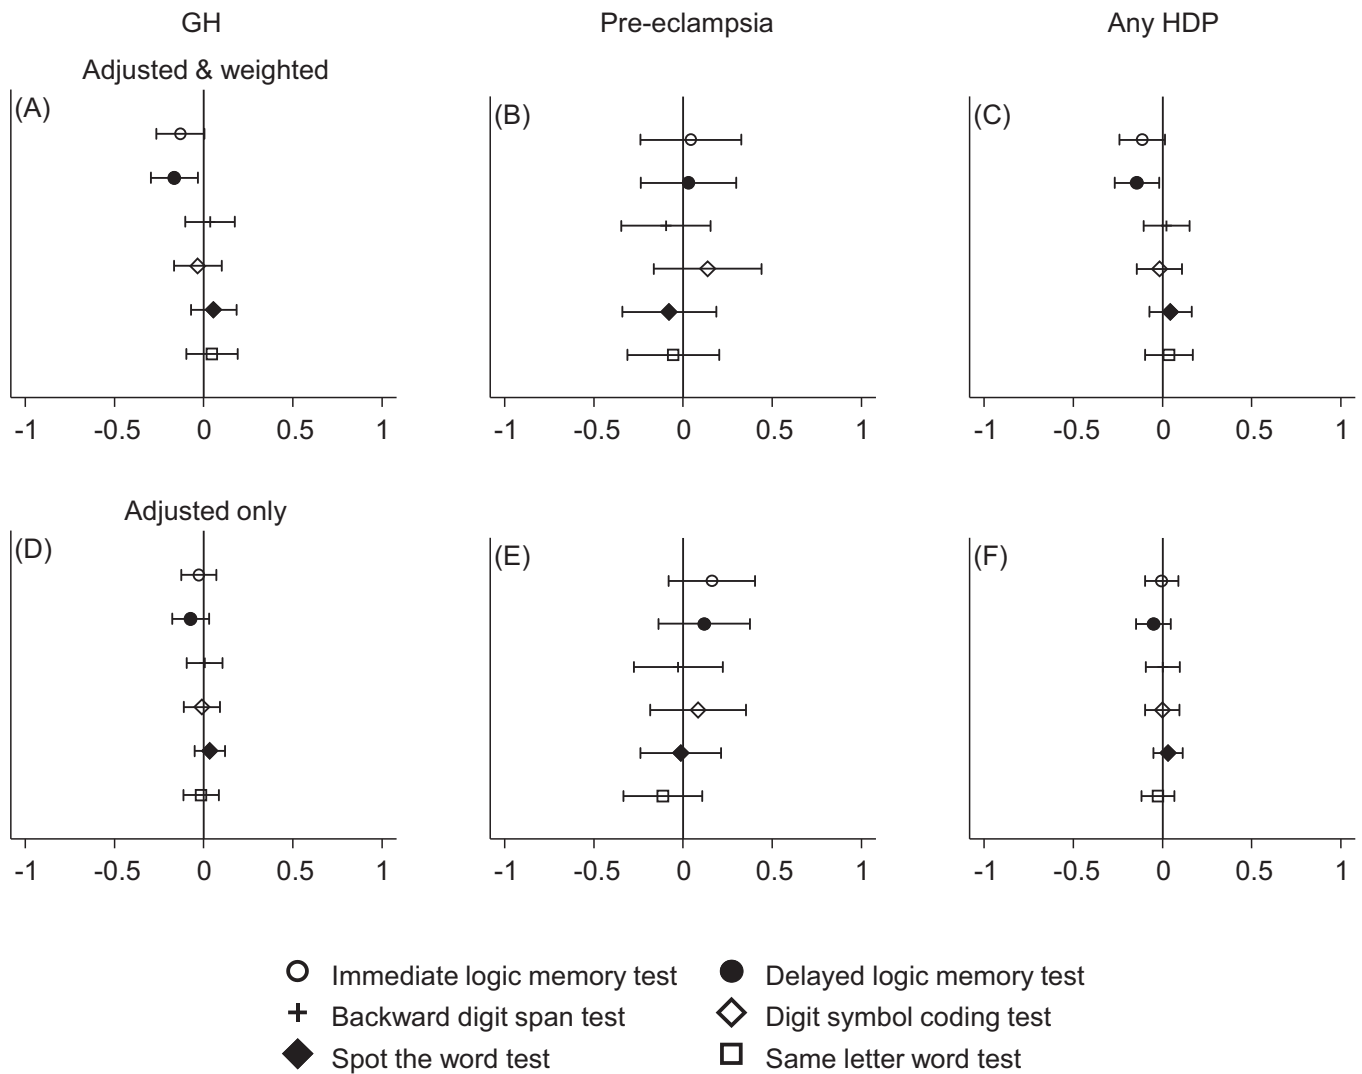 GH Pre-eclampsia Any HDP
Adjusted & weighted
(A) (B) (C)
-1 -0.5 0 0.5 1 -1 -0.5 0 0.5 1 -1 -0.5 0 0.5 1
Adjusted only
(D) (E) (F)
-1 -0.5 0 0.5 1 -1 -0.5 0 0.5 1 -1 -0.5 0 0.5 1
Immediate logic memory test Delayed logic memory test
Backward digit span test Digit symbol coding test
Spot the word test Same letter word test